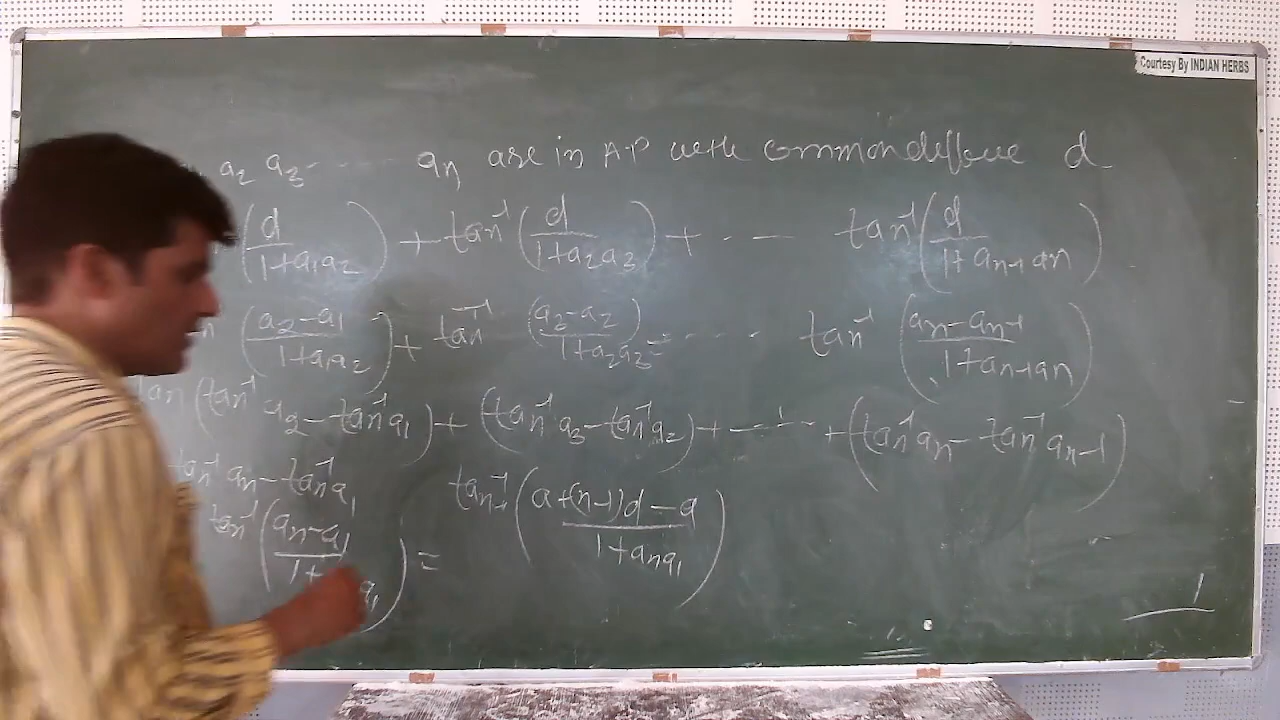 Courtesy By INDIAN HERBS
a₂ a₃ ---- aₙ are in A.P with common d
(d/(1+a₁a₂)) + tan⁻¹(d/(1+a₂a₃)) + ---- tan⁻¹(d/(1+aₙ₋₁aₙ))
((a₂-a₁)/(1+a₁a₂)) + tan⁻¹((a₃-a₂)/(1+a₂a₃)) ---- tan⁻¹((aₙ-aₙ₋₁)/(1+aₙ₋₁aₙ))
tan(tan⁻¹a₂-tan⁻¹a₁) + (tan⁻¹a₃-tan⁻¹a₂) + ---- + (tan⁻¹aₙ-tan⁻¹aₙ₋₁)
tan⁻¹aₙ-tan⁻¹a₁
tan⁻¹((aₙ-a₁)/(1+ a₁)) = tan⁻¹((a+(n-1)d-a)/(1+aₙa₁))